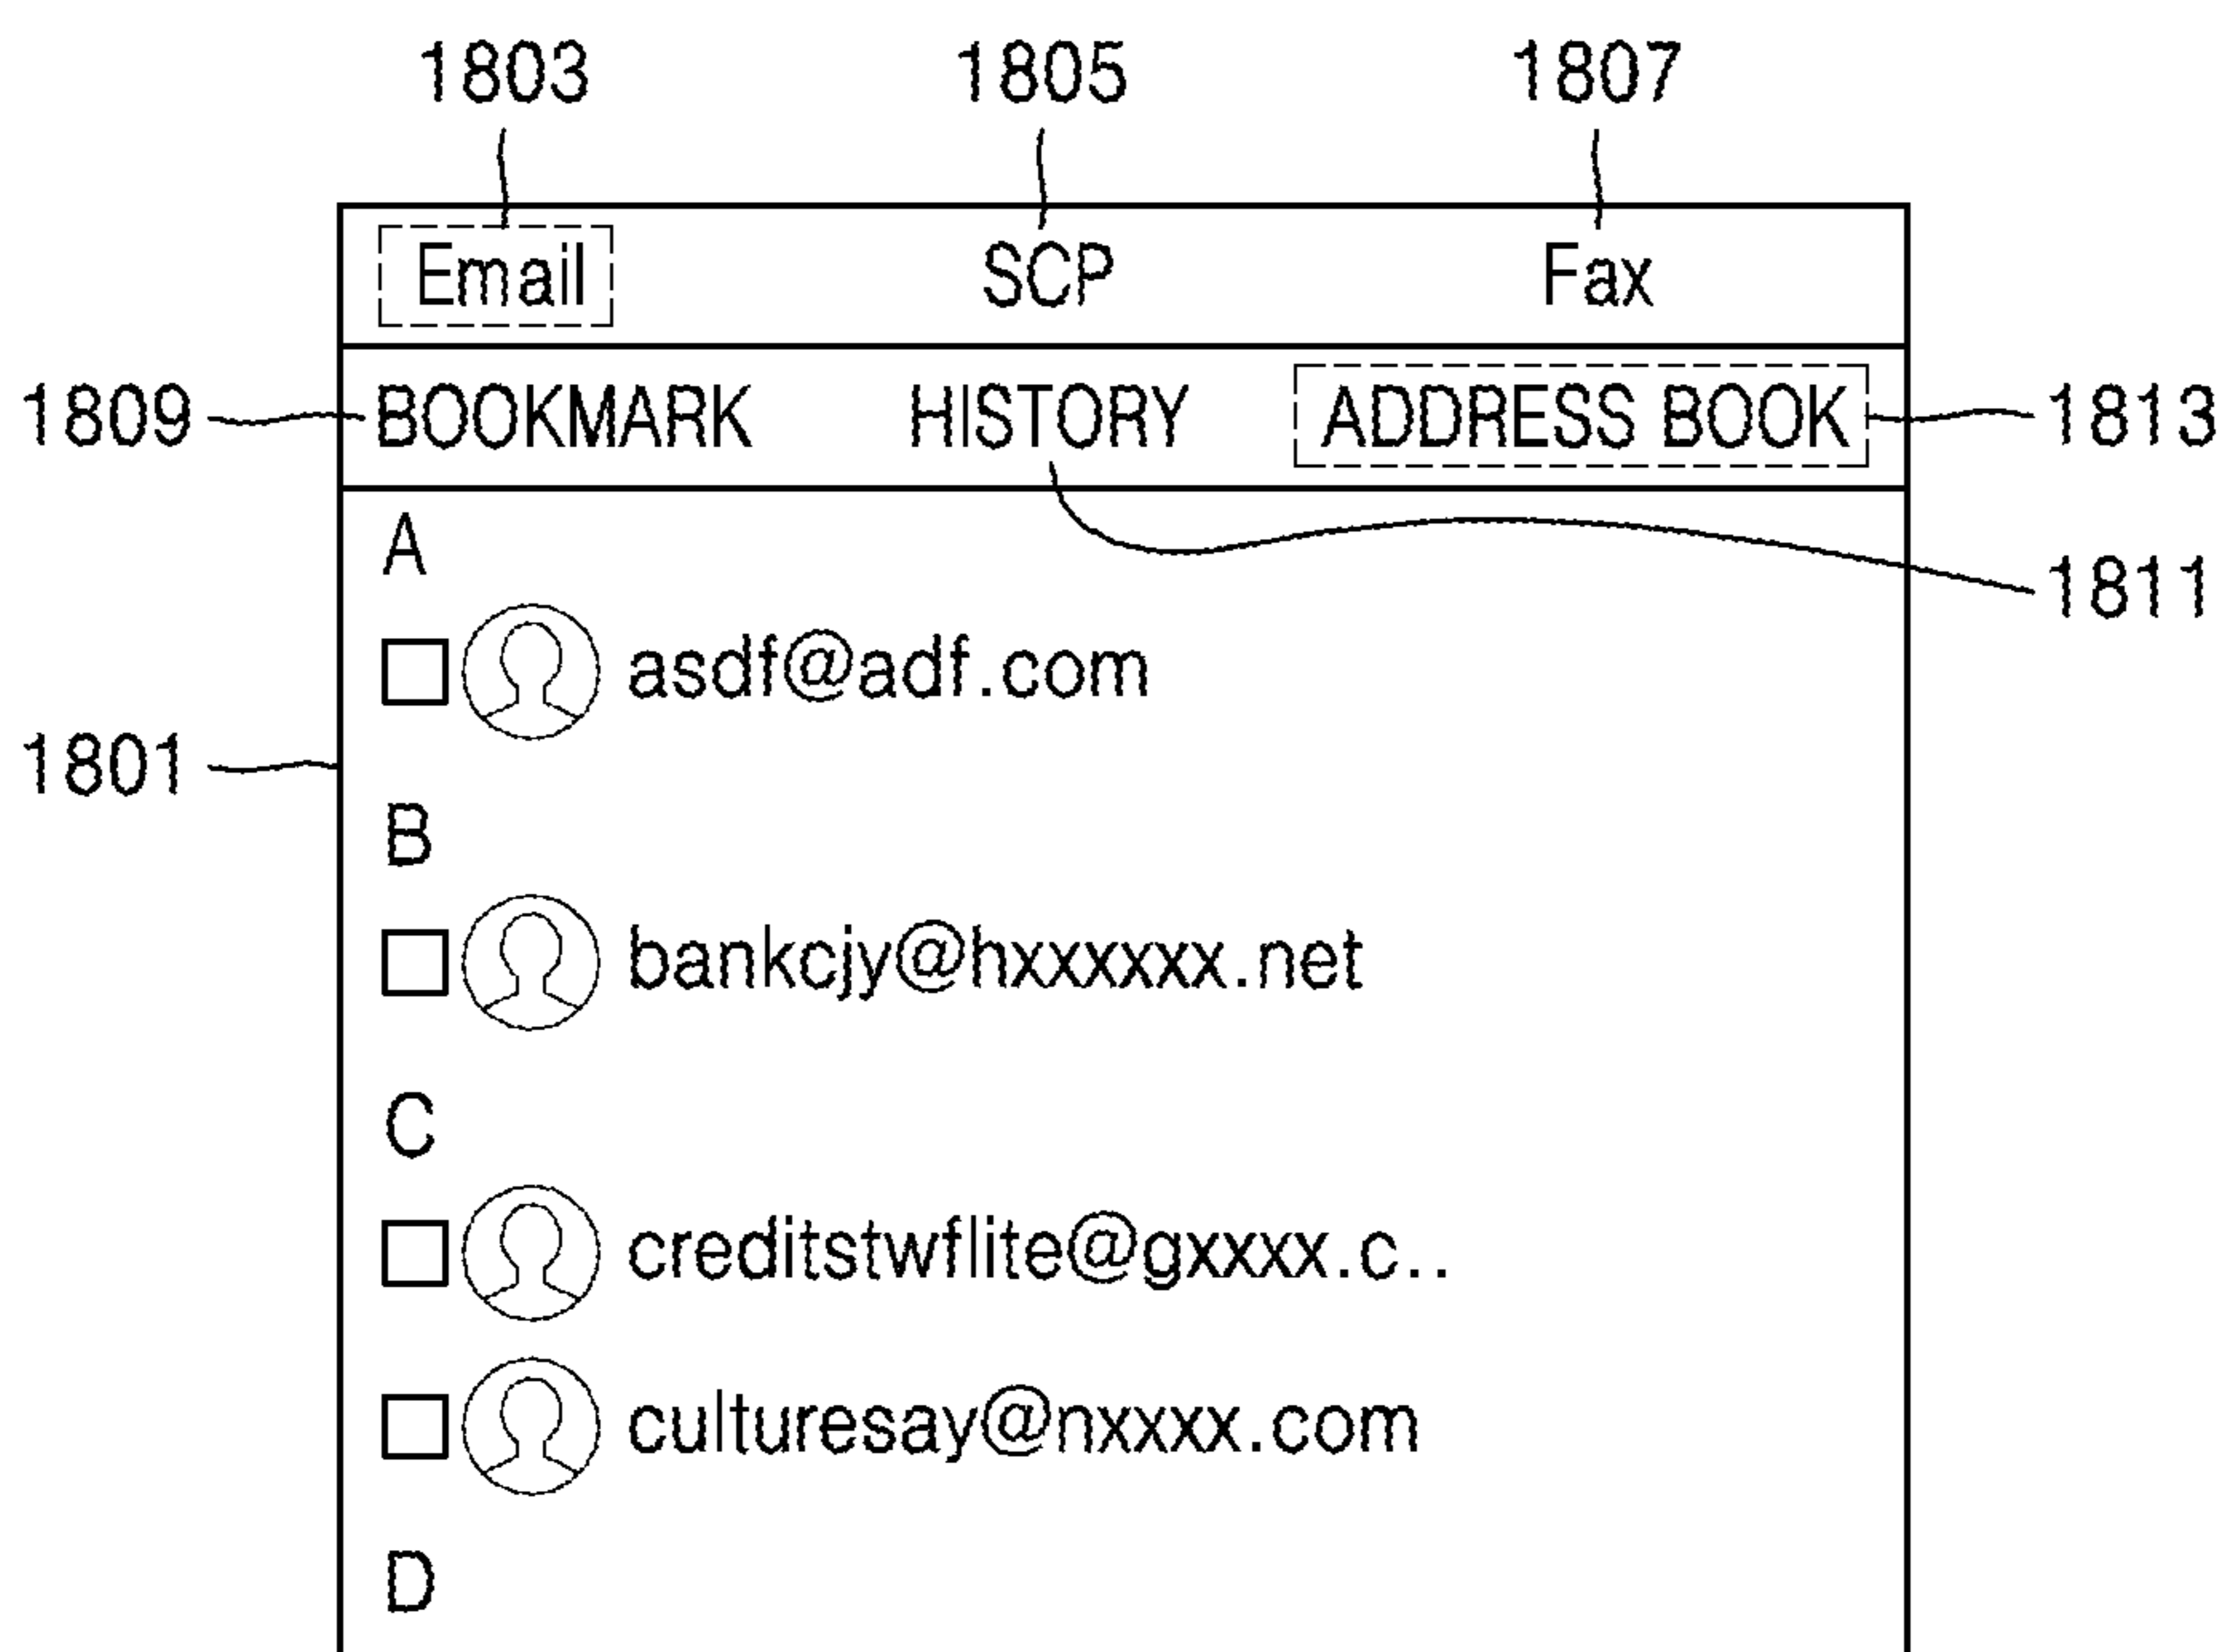 1803 1805 1807
Email SCP Fax
1809 BOOKMARK HISTORY ADDRESS BOOK 1813
A
1811
asdf@adf.com
1801
B
bankcjy@hxxxxxx.net
C
creditstwflite@gxxxx.c..
culturesay@nxxxx.com
D